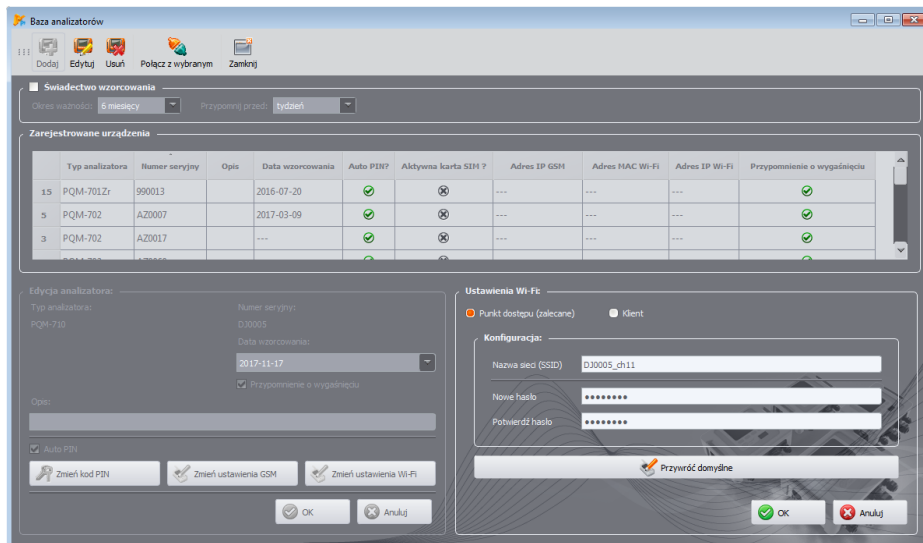 Baza analizatorów
Dodaj Edytuj Usuń Połącz z wybranym Zamknij
Świadectwo wzorcowania
Okres ważności: 6 miesięcy Przypomnij przed: tydzień
Zarejestrowane urządzenia
Typ analizatora Numer seryjny Opis Data wzorcowania Auto PIN? Aktywna karta SIM ? Adres IP GSM Adres MAC Wi-Fi Adres IP Wi-Fi Przypomnienie o wygaśnięciu
15 PQM-701Zr 990013 2016-07-20 --- --- ---
5 PQM-702 AZ0007 2017-03-09 --- --- ---
3 PQM-702 AZ0017 --- --- --- ---
Edycja analizatora:
Typ analizatora: Numer seryjny:
PQM-710 DJ0005
Data wzorcowania:
2017-11-17
Przypomnienie o wygaśnięciu
Opis:
Auto PIN
Zmień kod PIN Zmień ustawienia GSM Zmień ustawienia Wi-Fi
OK Anuluj
Ustawienia Wi-Fi:
Punkt dostępu (zalecane) Klient
Konfiguracja:
Nazwa sieci (SSID) DJ0005_ch11
Nowe hasło ●●●●●●●●
Potwierdź hasło ●●●●●●●●
Przywróć domyślne
OK Anuluj